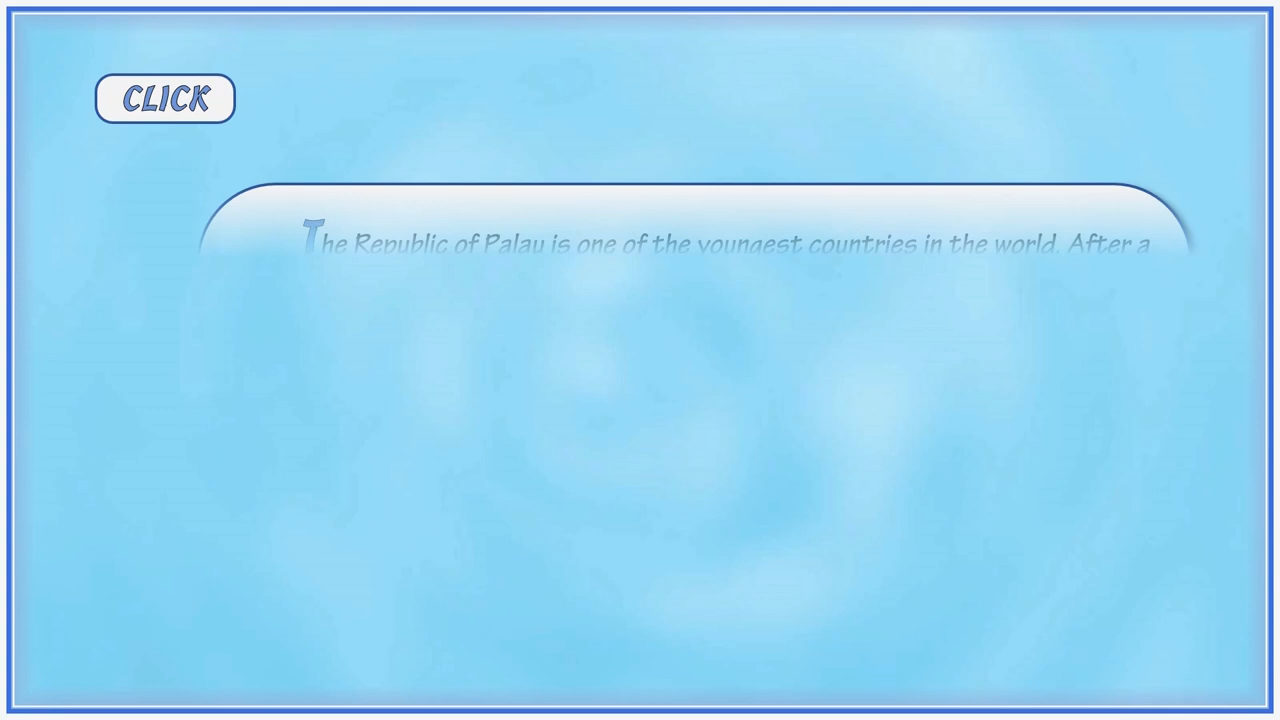 CLICK
The Republic of Palau is one of the youngest countries in the world. After a